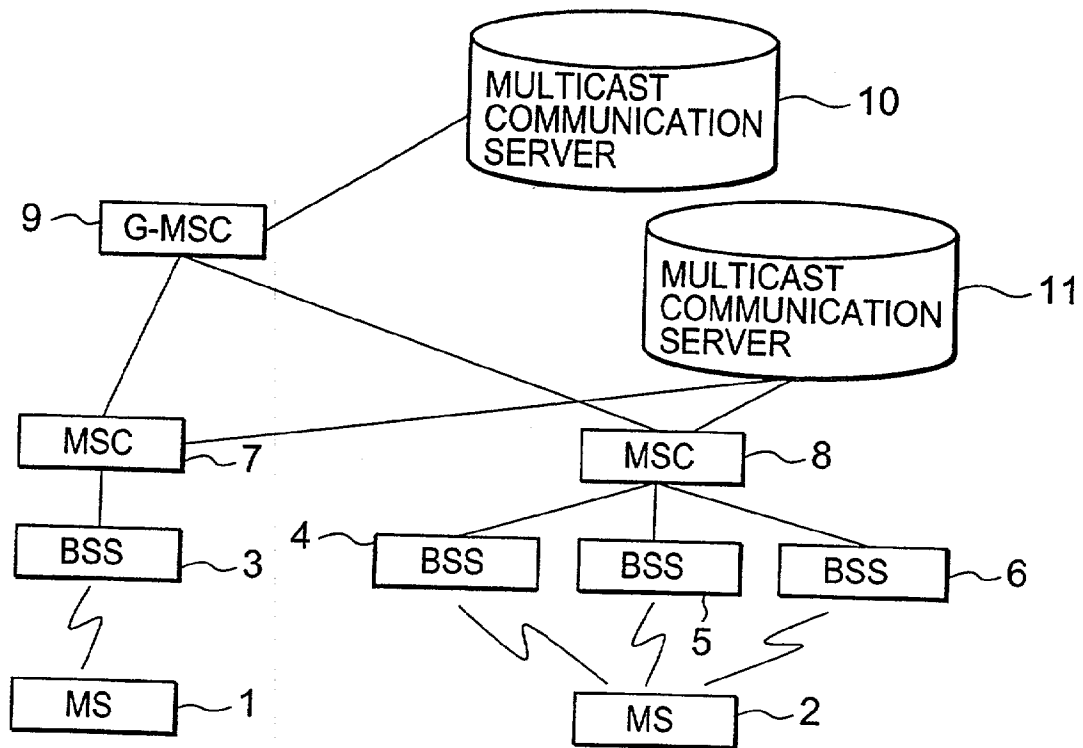 MULTICAST
COMMUNICATION
SERVER
10
9
G-MSC
MULTICAST
COMMUNICATION
SERVER
11
MSC
7
MSC
8
BSS
3
4
BSS
BSS
5
BSS
6
MS
1
MS
2